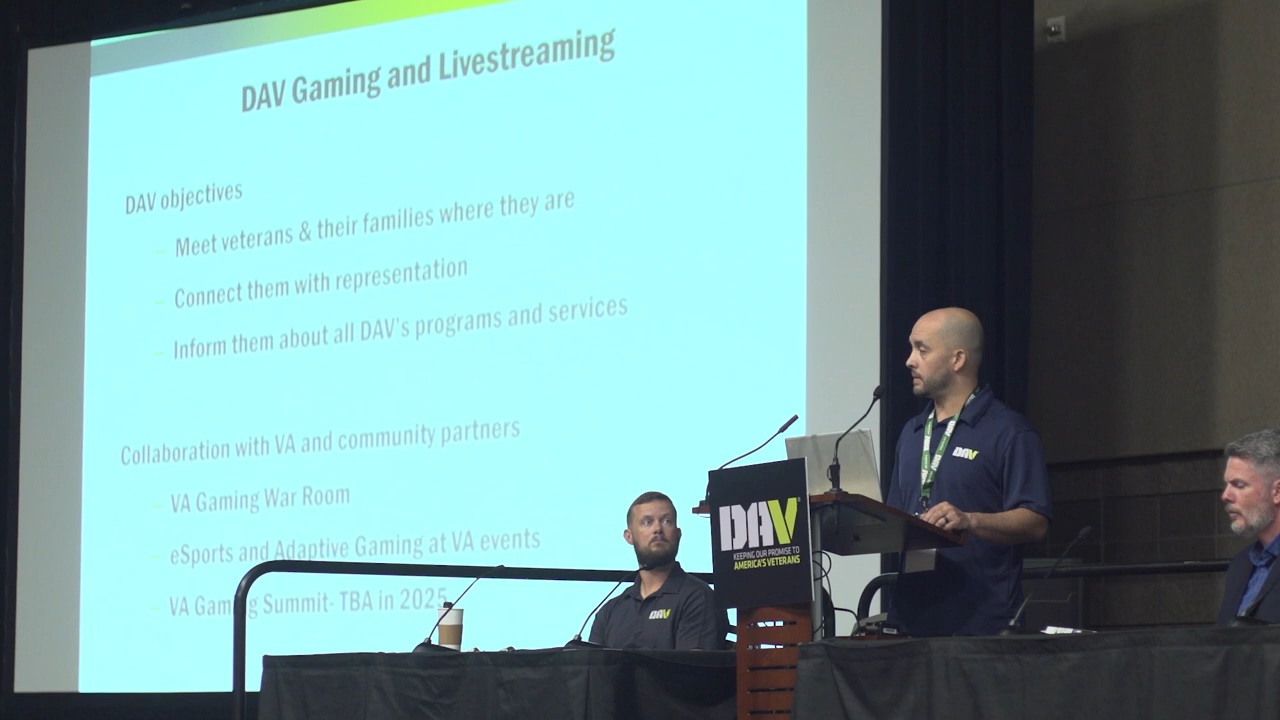 DAV Gaming and Livestreaming
DAV objectives
– Meet veterans & their families where they are
– Connect them with representation
– Inform them about all DAV's programs and services
Collaboration with VA and community partners
– VA Gaming War Room
– eSports and Adaptive Gaming at VA events
– VA Gaming Summit- TBA in 2025
DAV
DAV
DAV®
KEEPING OUR PROMISE TO
AMERICA'S VETERANS